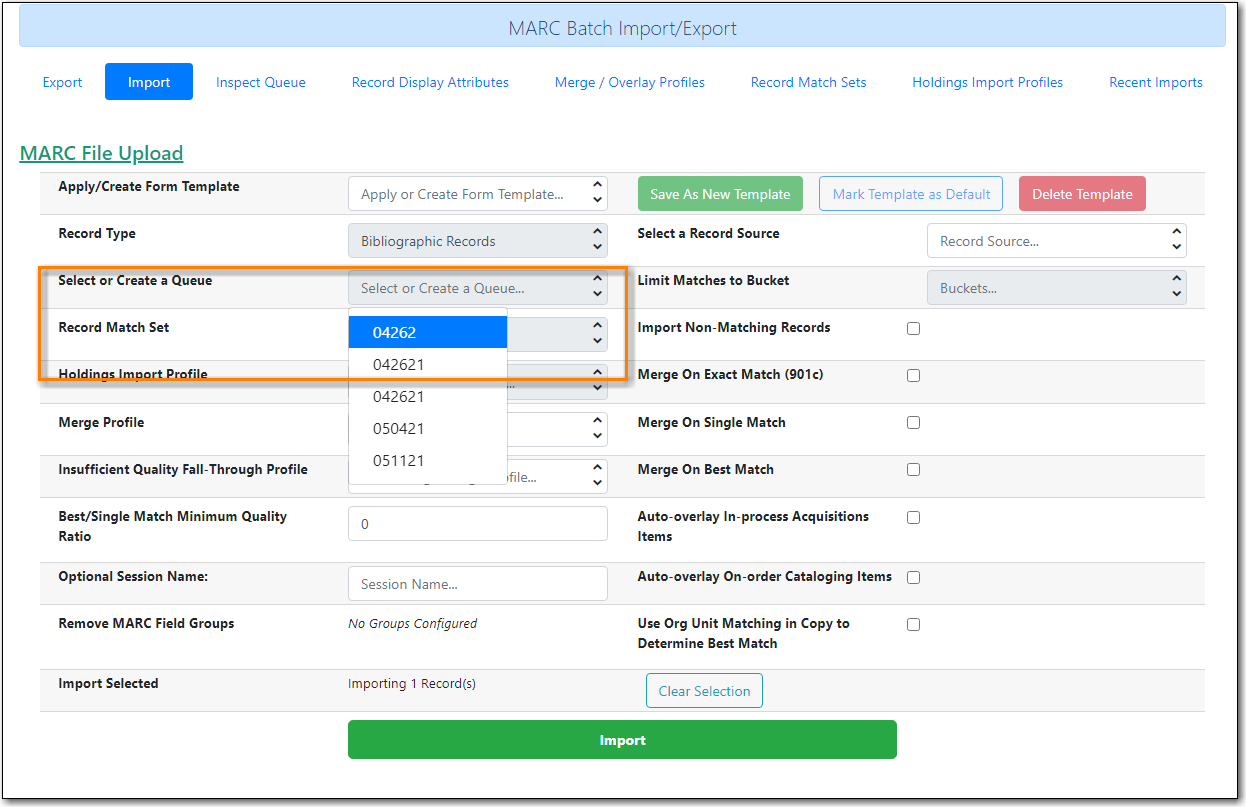 MARC Batch Import/Export
Export Import Inspect Queue Record Display Attributes Merge / Overlay Profiles Record Match Sets Holdings Import Profiles Recent Imports
MARC File Upload
Apply/Create Form Template Apply or Create Form Template... Save As New Template Mark Template as Default Delete Template
Record Type Bibliographic Records Select a Record Source Record Source...
Select or Create a Queue Select or Create a Queue... Limit Matches to Bucket Buckets...
04262
Record Match Set Import Non-Matching Records
042621
Holdings Import Profile Merge On Exact Match (901c)
042621
Merge Profile Merge On Single Match
050421
051121
Insufficient Quality Fall-Through Profile ofile... Merge On Best Match
Best/Single Match Minimum Quality
Ratio 0 Auto-overlay In-process Acquisitions
Items
Optional Session Name: Session Name... Auto-overlay On-order Cataloging Items
Remove MARC Field Groups No Groups Configured Use Org Unit Matching in Copy to
Determine Best Match
Import Selected Importing 1 Record(s) Clear Selection
Import